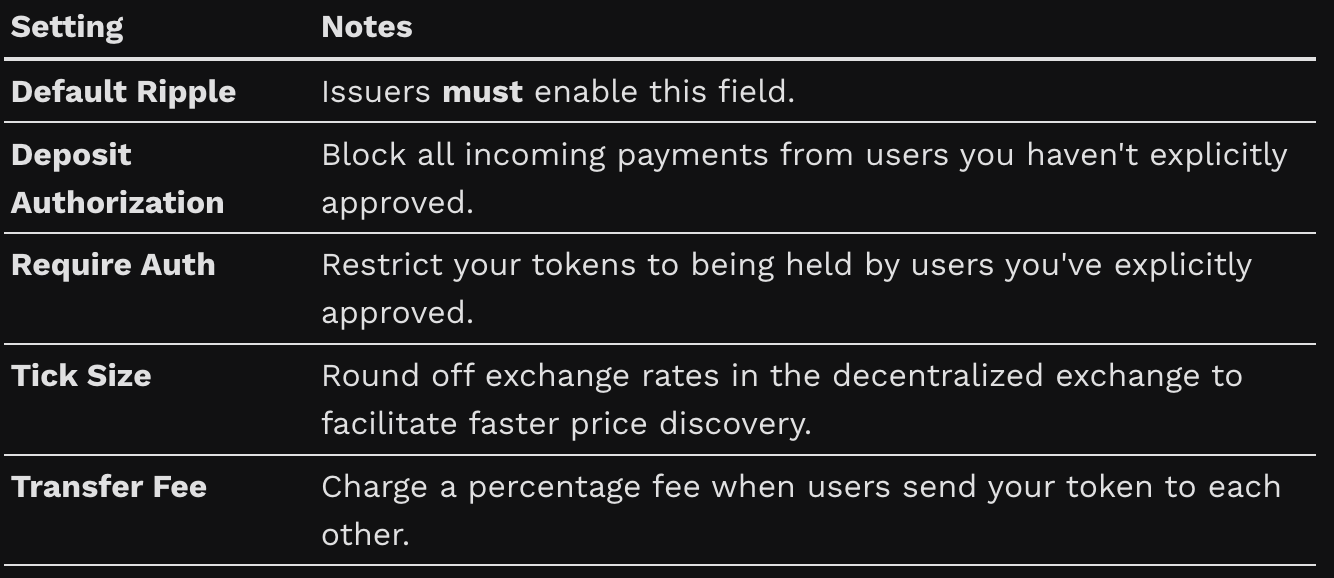 Setting Notes
Default Ripple Issuers must enable this field.
Deposit Authorization Block all incoming payments from users you haven't explicitly
approved.
Require Auth Restrict your tokens to being held by users you've explicitly
approved.
Tick Size Round off exchange rates in the decentralized exchange to
facilitate faster price discovery.
Transfer Fee Charge a percentage fee when users send your token to each
other.